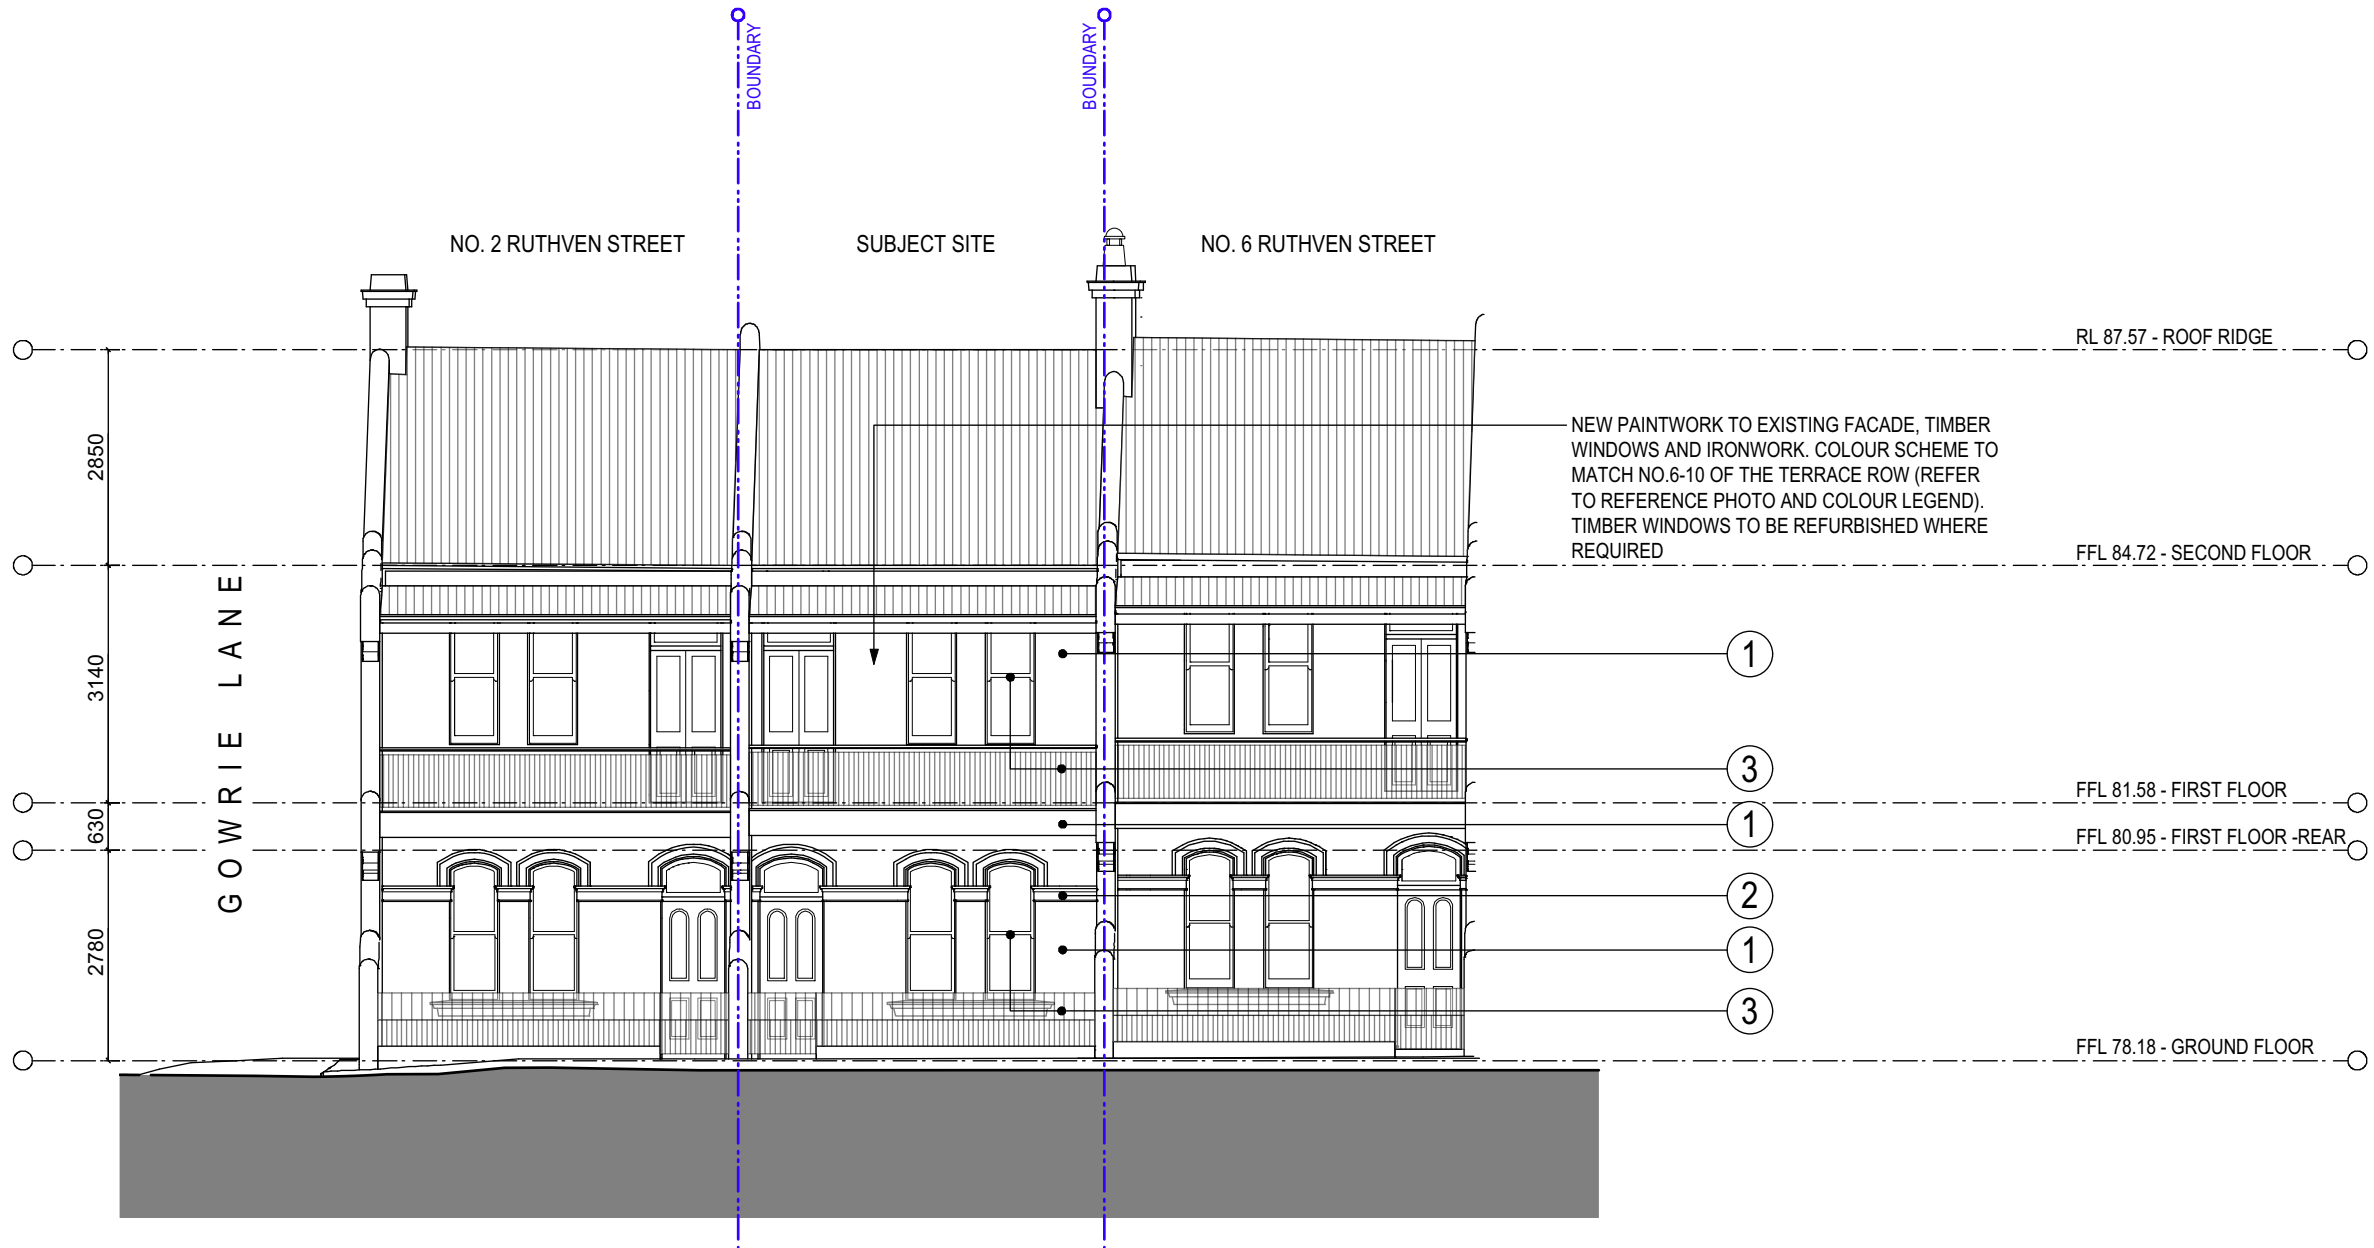 BOUNDARY
BOUNDARY
NO. 2 RUTHVEN STREET
SUBJECT SITE
NO. 6 RUTHVEN STREET
RL 87.57 - ROOF RIDGE
NEW PAINTWORK TO EXISTING FACADE, TIMBER
WINDOWS AND IRONWORK. COLOUR SCHEME TO
MATCH NO.6-10 OF THE TERRACE ROW (REFER
TO REFERENCE PHOTO AND COLOUR LEGEND).
TIMBER WINDOWS TO BE REFURBISHED WHERE
REQUIRED
2850
FFL 84.72 - SECOND FLOOR
GOWRIE LANE
3140
1
3
FFL 81.58 - FIRST FLOOR
630
1
FFL 80.95 - FIRST FLOOR -REAR
2
2780
1
3
FFL 78.18 - GROUND FLOOR